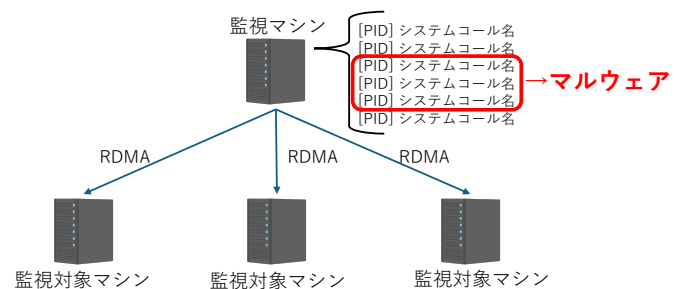 監視マシン
[PID] システムコール名
[PID] システムコール名
[PID] システムコール名
[PID] システムコール名
[PID] システムコール名
[PID] システムコール名
→マルウェア
RDMA
RDMA
RDMA
監視対象マシン
監視対象マシン
監視対象マシン